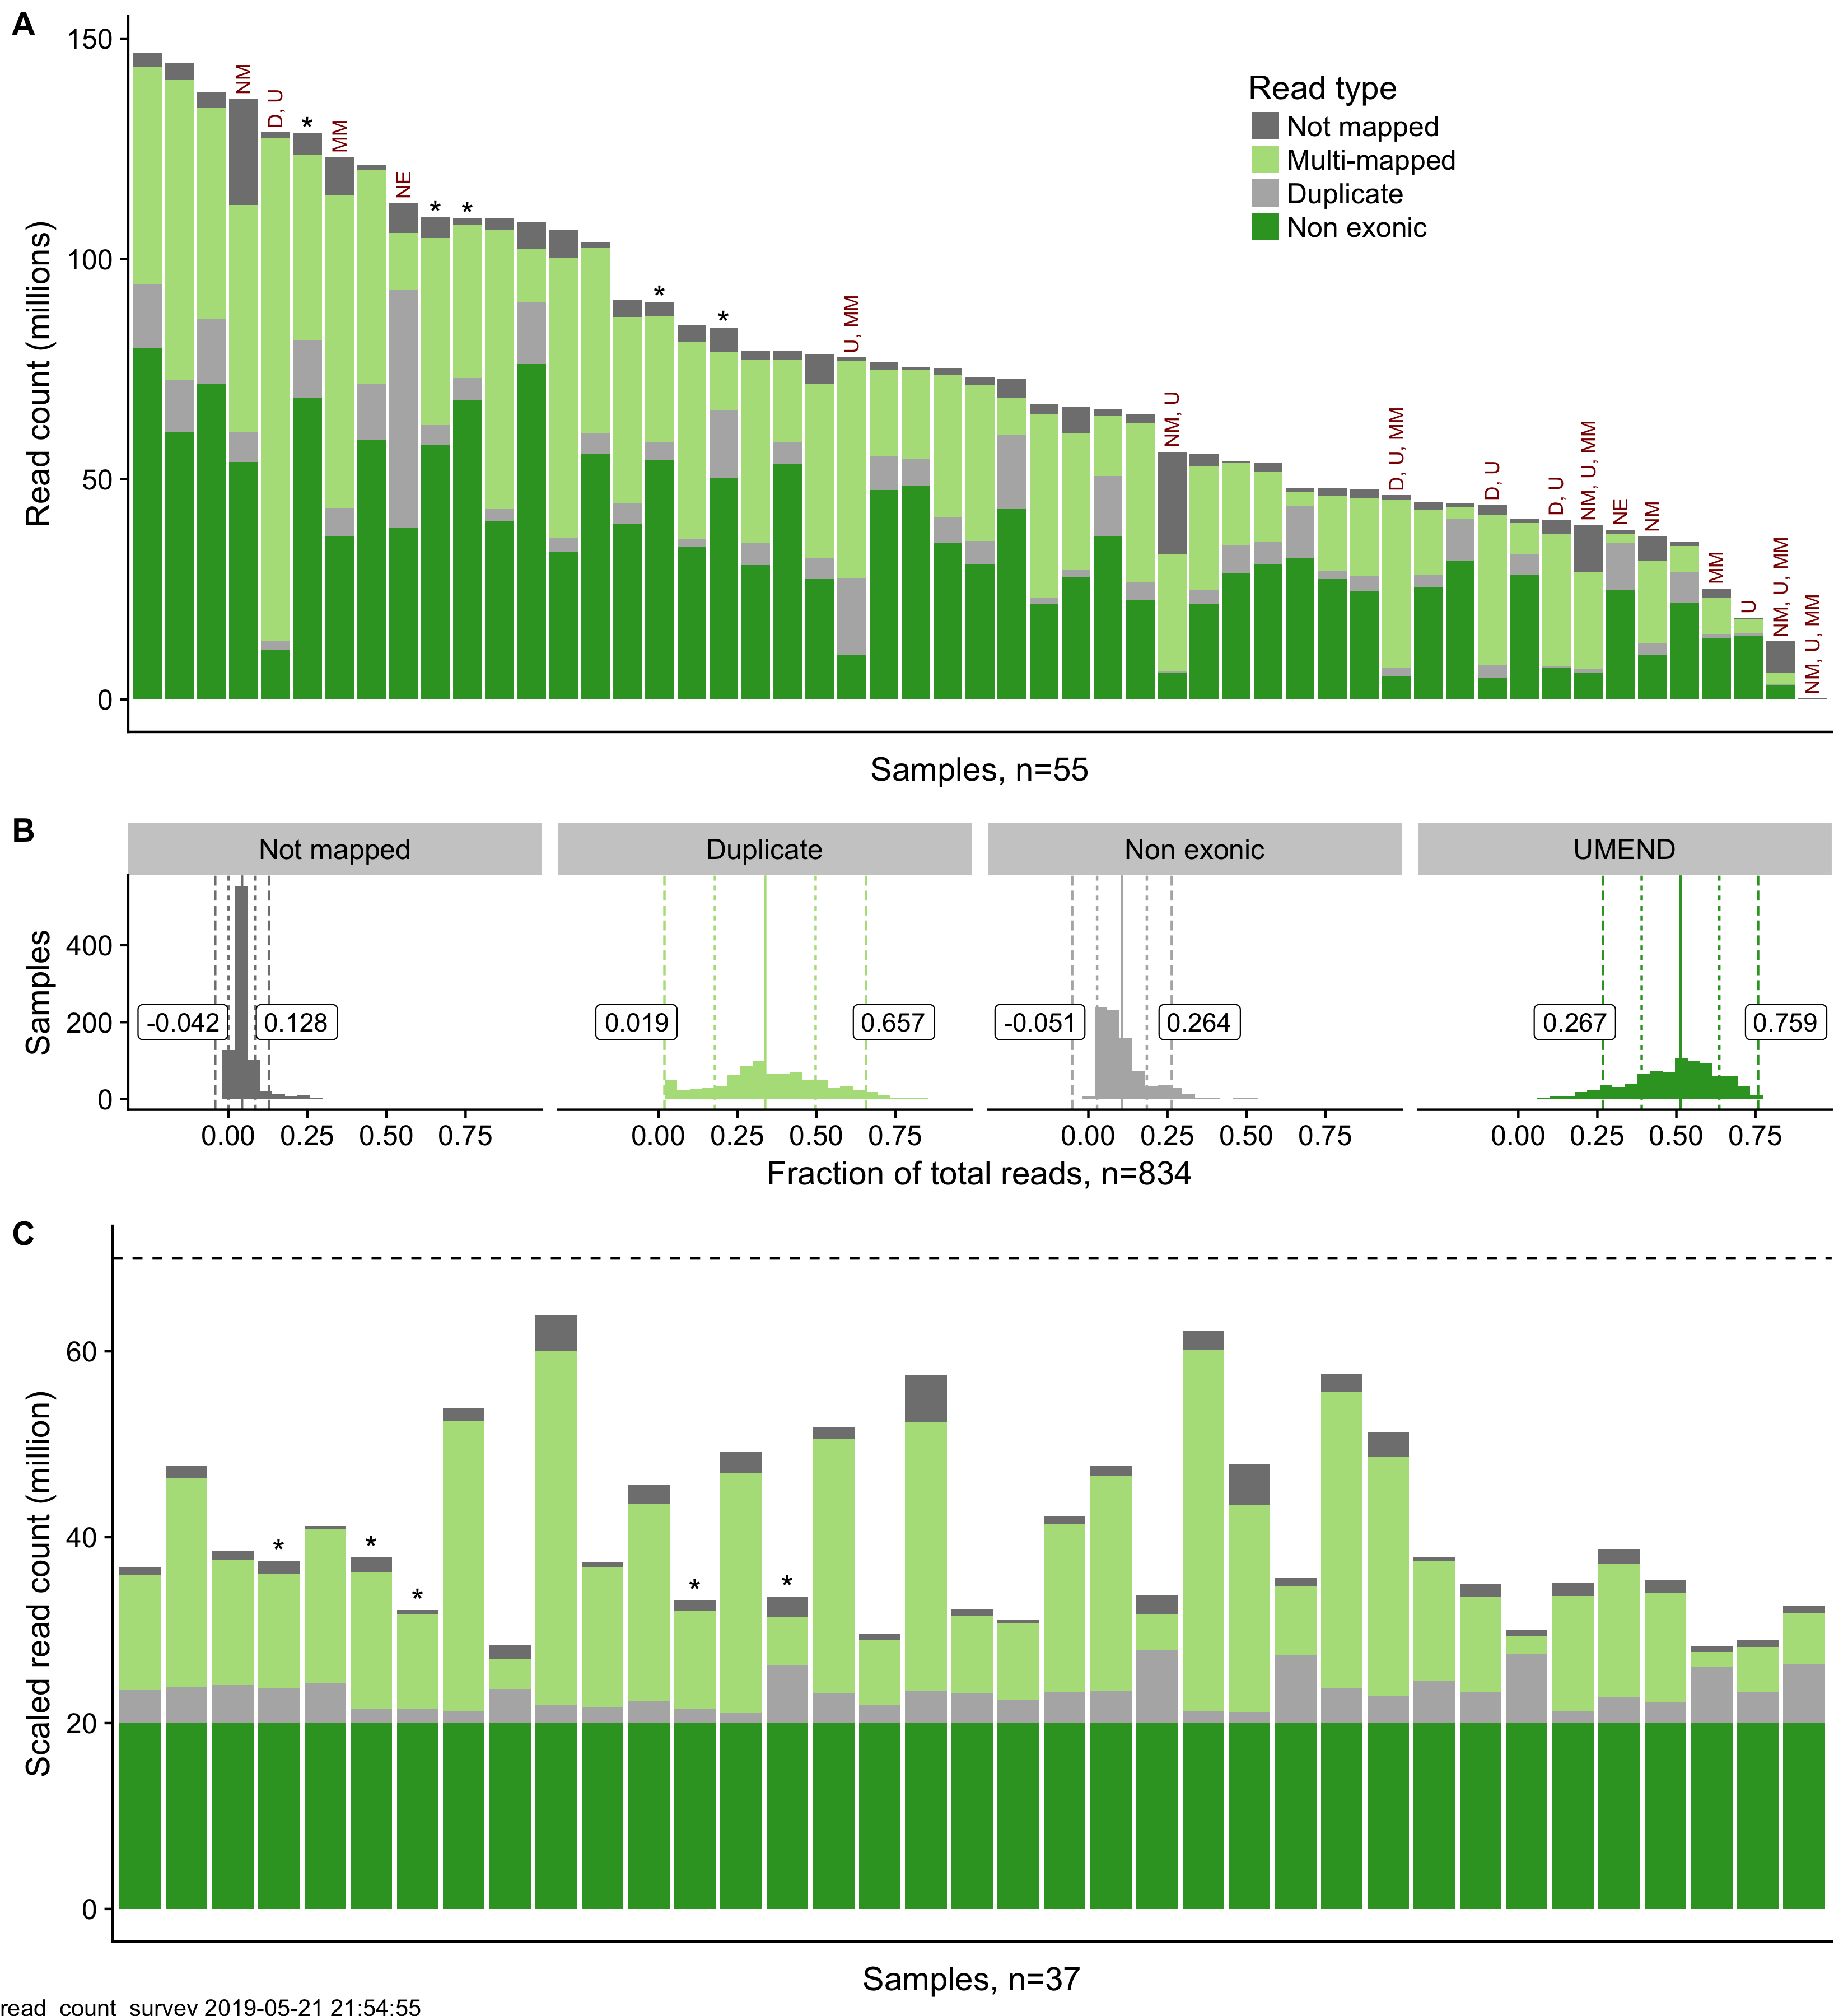 A
Read count (millions)
150
100
50
0
NM
D, U
*
MM
NE
*
*
*
*
U, MM
NM, U
D, U, MM
D, U
D, U
NM, U, MM
NE
NM
MM
U
NM, U, MM
NM, U, MM
Read type
Not mapped
Multi-mapped
Duplicate
Non exonic
Samples, n=55
B
Not mapped
Duplicate
Non exonic
UMEND
Samples
400
200
0
-0.042
0.128
0.019
0.657
-0.051
0.264
0.267
0.759
0.00 0.25 0.50 0.75
0.00 0.25 0.50 0.75
0.00 0.25 0.50 0.75
0.00 0.25 0.50 0.75
Fraction of total reads, n=834
C
Scaled read count (million)
60
40
20
0
*
*
*
*
*
Samples, n=37
read_count_survey 2019-05-21 21:54:55